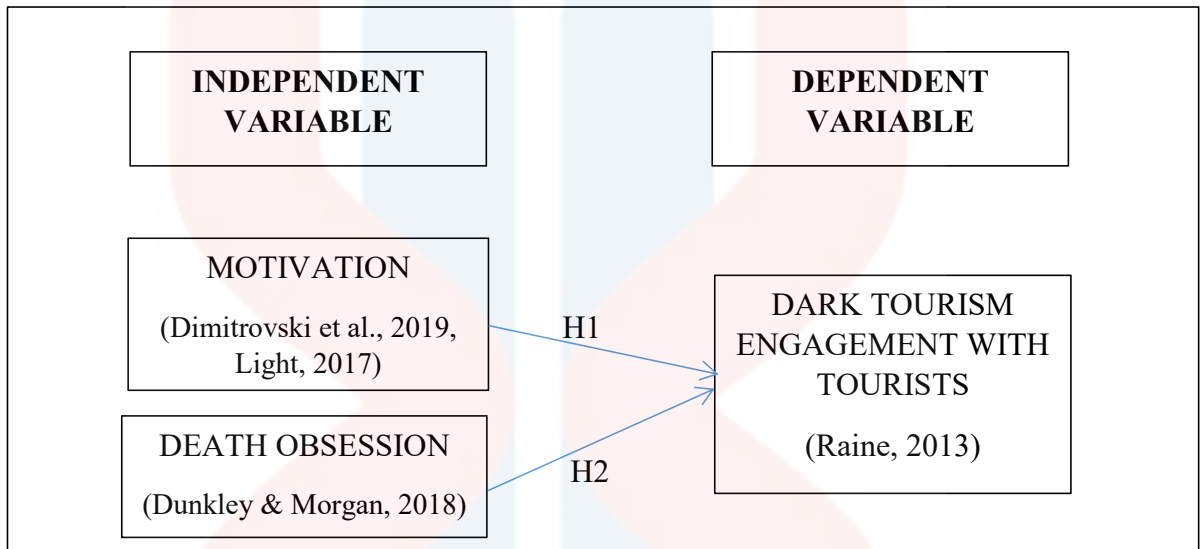 INDEPENDENT
VARIABLE
DEPENDENT
VARIABLE
MOTIVATION
(Dimitrovski et al., 2019,
Light, 2017)
H1
DEATH OBSESSION
(Dunkley & Morgan, 2018)
H2
DARK TOURISM
ENGAGEMENT WITH
TOURISTS
(Raine, 2013)